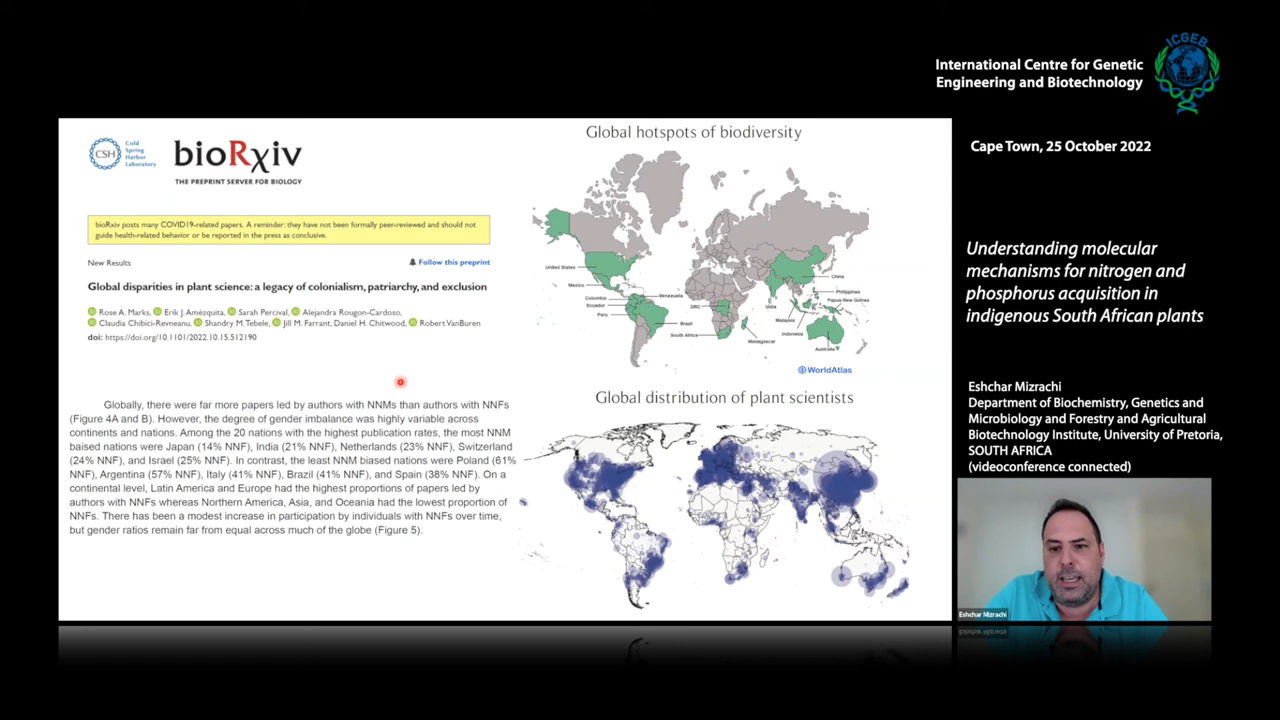 ICGEB
International Centre for Genetic
Engineering and Biotechnology
Cape Town, 25 October 2022
Understanding molecular
mechanisms for nitrogen and
phosphorus acquisition in
indigenous South African plants
Eshchar Mizrachi
Department of Biochemistry, Genetics and
Microbiology and Forestry and Agricultural
Biotechnology Institute, University of Pretoria,
SOUTH AFRICA
(videoconference connected)
Eshchar Mizrachi
CSH
Cold
Spring
Harbor
Laboratory
bioRxiv
THE PREPRINT SERVER FOR BIOLOGY
bioRxiv posts many COVID19-related papers. A reminder: they have not been formally peer-reviewed and should not
guide health-related behavior or be reported in the press as conclusive.
New Results
Follow this preprint
Global disparities in plant science: a legacy of colonialism, patriarchy, and exclusion
Rose A. Marks, Erik J. Amézquita, Sarah Percival, Alejandra Rougon-Cardoso,
Claudia Chibici-Revneanu, Shandry M. Tebele, Jill M. Farrant, Daniel H. Chitwood, Robert VanBuren
doi: https://doi.org/10.1101/2022.10.15.512190
Globally, there were far more papers led by authors with NNMs than authors with NNFs
(Figure 4A and B). However, the degree of gender imbalance was highly variable across
continents and nations. Among the 20 nations with the highest publication rates, the most NNM
baised nations were Japan (14% NNF), India (21% NNF), Netherlands (23% NNF), Switzerland
(24% NNF), and Israel (25% NNF). In contrast, the least NNM biased nations were Poland (61%
NNF), Argentina (57% NNF), Italy (41% NNF), Brazil (41% NNF), and Spain (38% NNF). On a
continental level, Latin America and Europe had the highest proportions of papers led by
authors with NNFs whereas Northern America, Asia, and Oceania had the lowest proportion of
NNFs. There has been a modest increase in participation by individuals with NNFs over time,
but gender ratios remain far from equal across much of the globe (Figure 5).
Global hotspots of biodiversity
United States
Mexico
Colombia
Ecuador
Peru
Venezuela
Brazil
South Africa
DRC
Madagascar
India
Malaysia
Indonesia
China
Philippines
Papua New Guinea
Australia
WorldAtlas
Global distribution of plant scientists